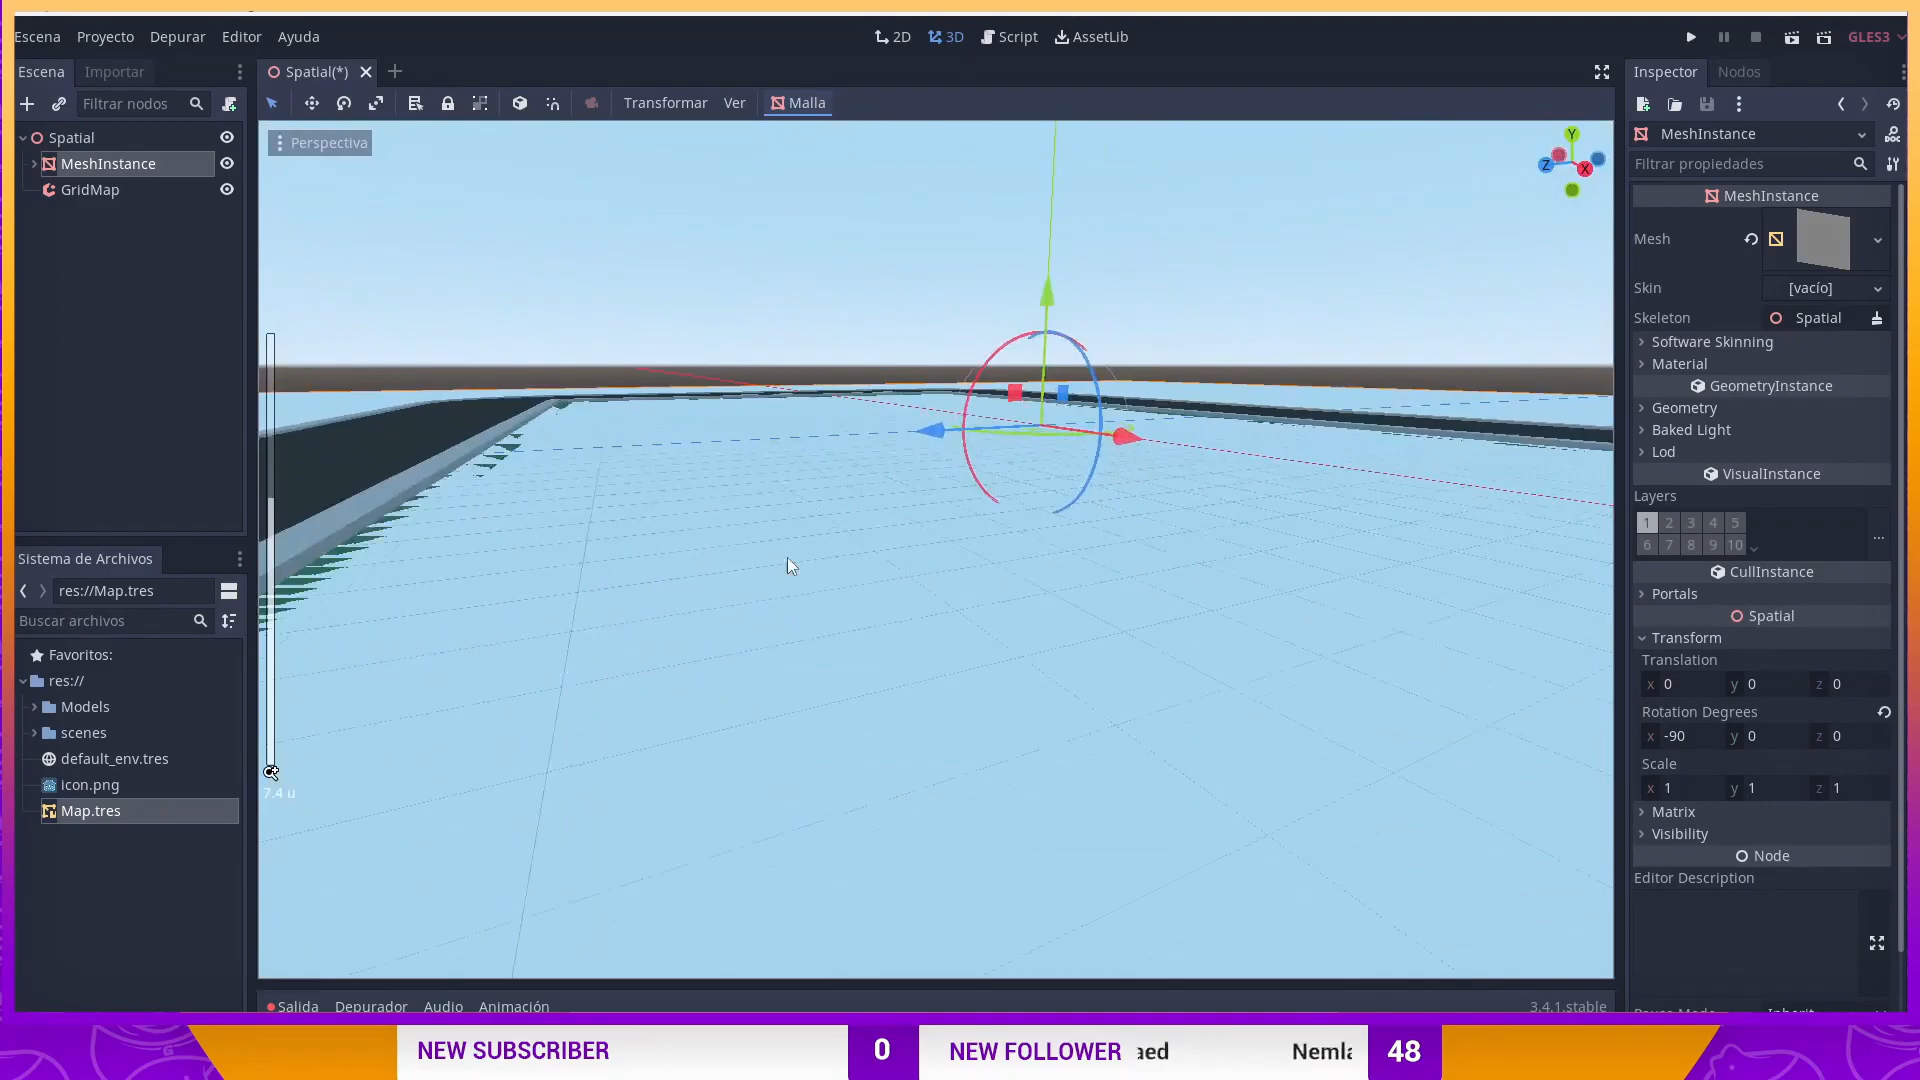 Escena Proyecto Depurar Editor Ayuda
2D 3D Script AssetLib
GLES3
Escena Importar
Filtrar nodos
Spatial
MeshInstance
GridMap
Spatial(*)
Transformar Ver Malla
Perspectiva
Y
Z
X
7.4 u
Sistema de Archivos
res://Map.tres
Buscar archivos
Favoritos:
res://
Models
scenes
default_env.tres
icon.png
Map.tres
Salida Depurador Audio Animación
3.4.1.stable
Inspector Nodos
MeshInstance
Filtrar propiedades
MeshInstance
Mesh
Skin [vacío]
Skeleton Spatial
Software Skinning
Material
GeometryInstance
Geometry
Baked Light
Lod
VisualInstance
Layers
1 2 3 4 5
6 7 8 9 10
...
CullInstance
Portals
Spatial
Transform
Translation
x 0 y 0 z 0
Rotation Degrees
x -90 y 0 z 0
Scale
x 1 y 1 z 1
Matrix
Visibility
Node
Editor Description
NEW SUBSCRIBER 0 NEW FOLLOWER aed Nemla 48